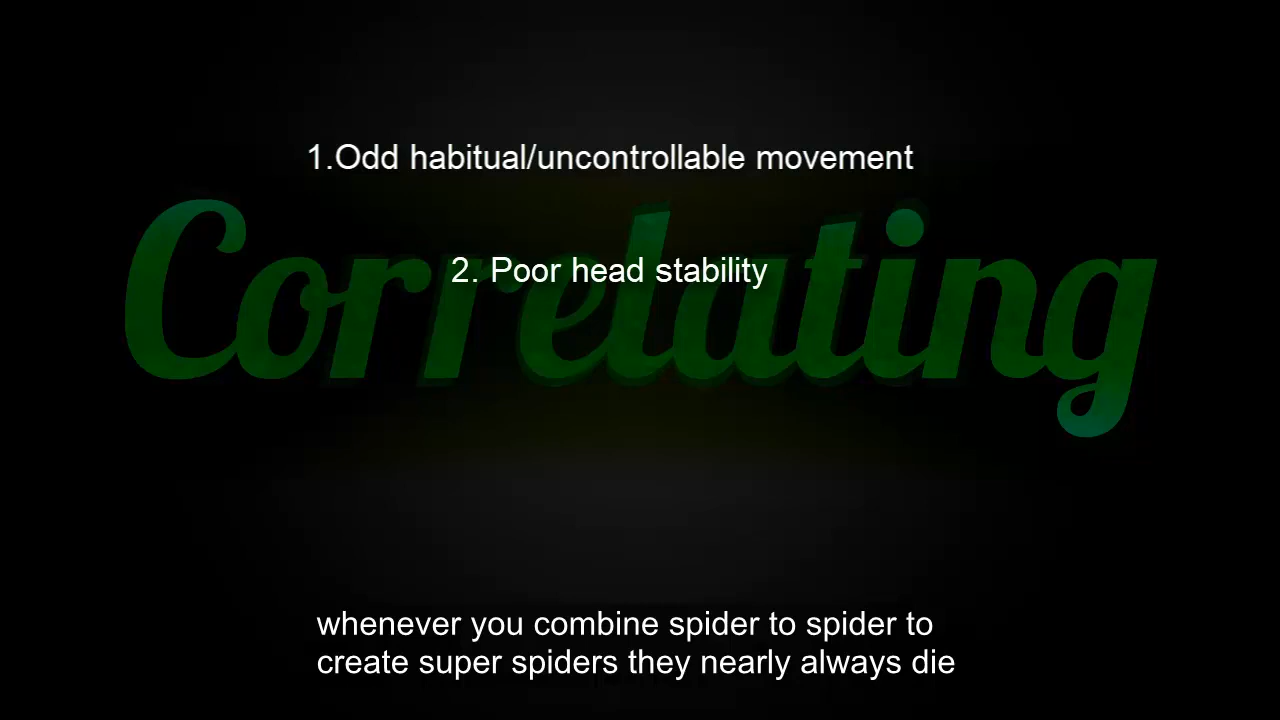 1.Odd habitual/uncontrollable movement
Correlating
2. Poor head stability
whenever you combine spider to spider to
create super spiders they nearly always die